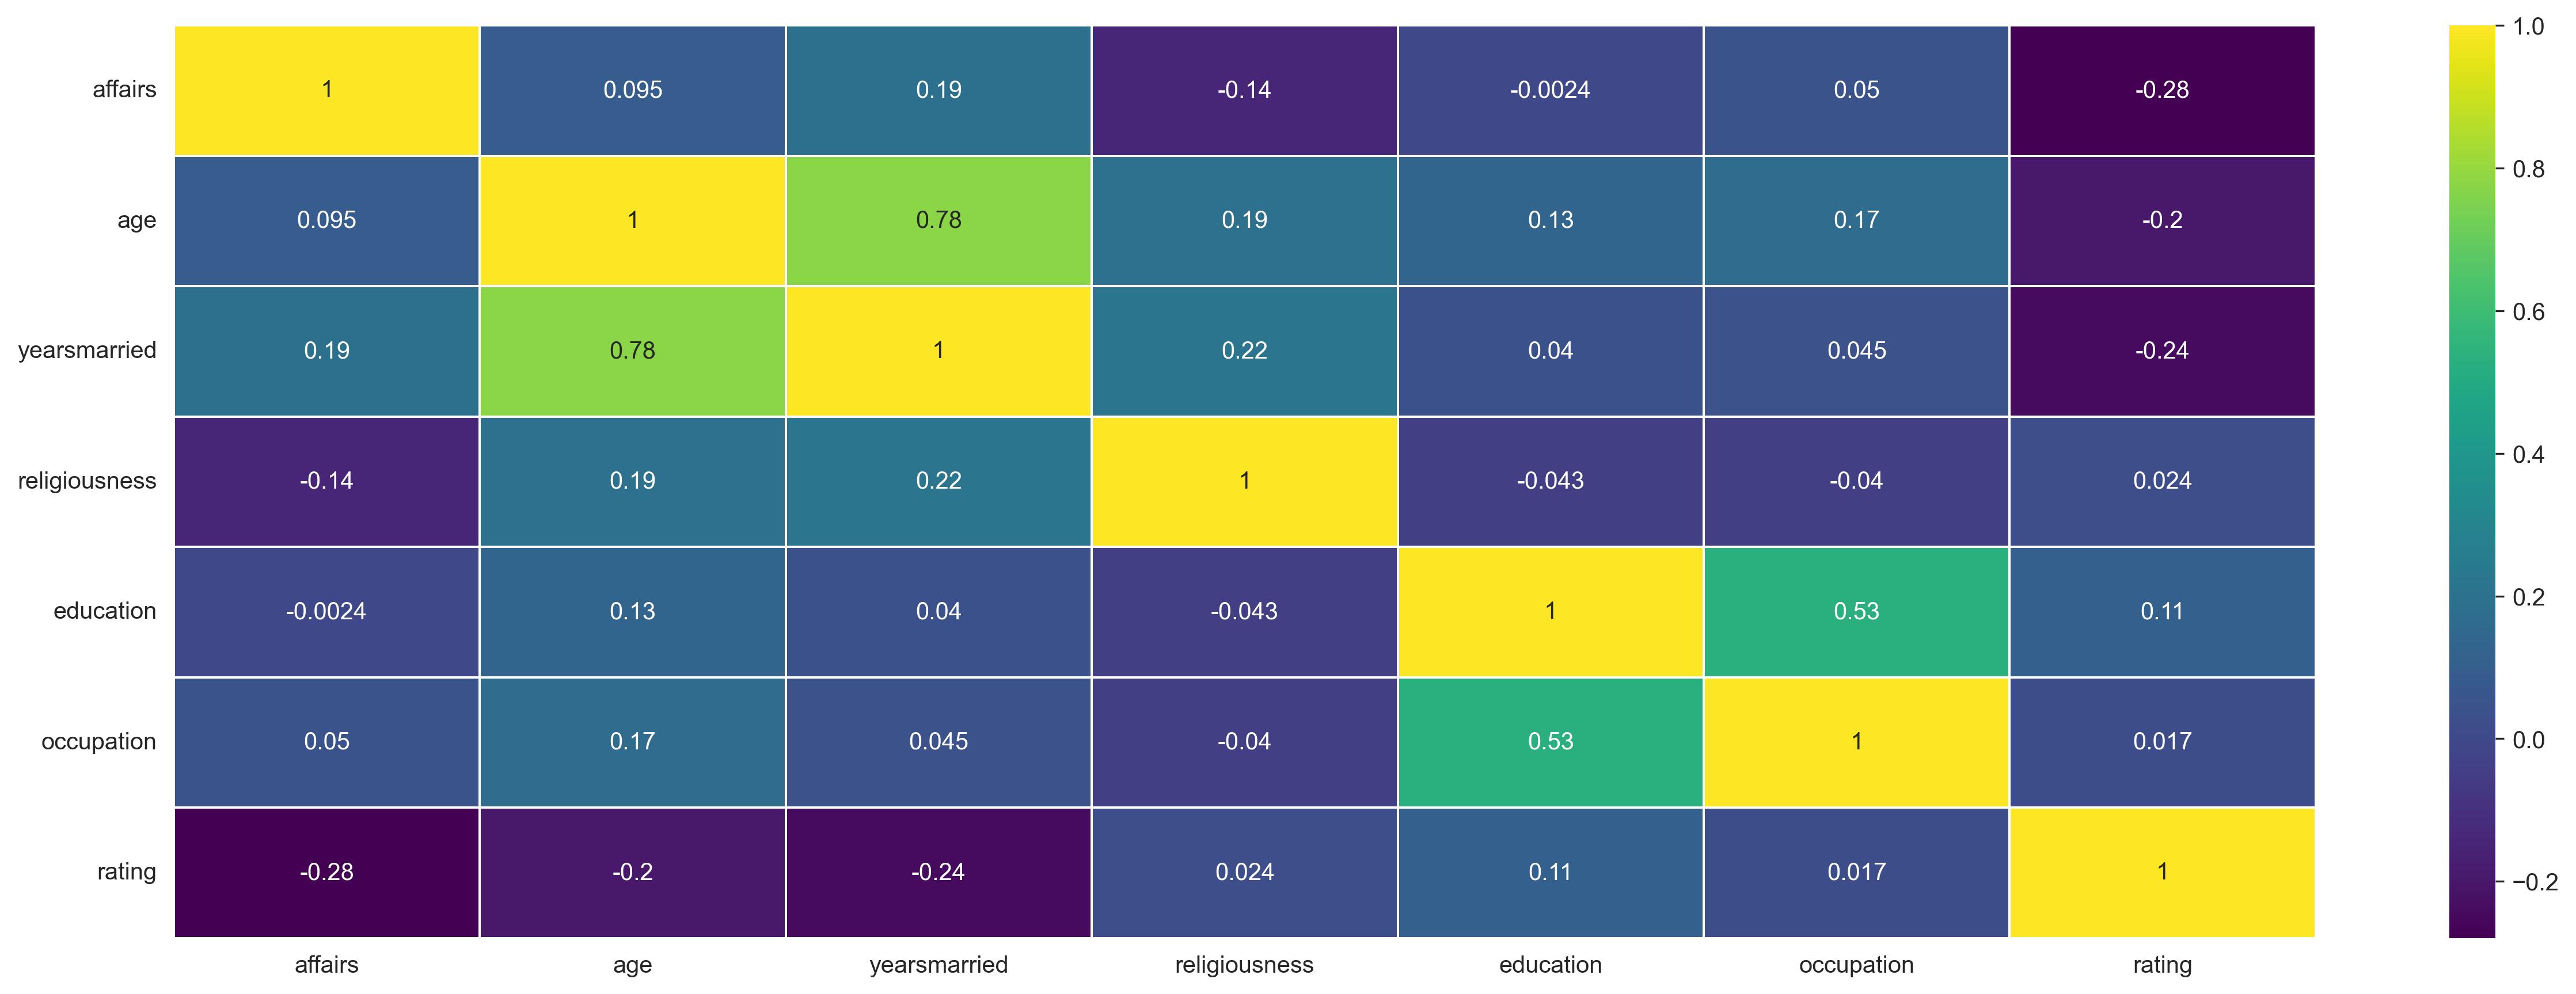 affairs 1 0.095 0.19 -0.14 -0.0024 0.05 -0.28
age 0.095 1 0.78 0.19 0.13 0.17 -0.2
yearsmarried 0.19 0.78 1 0.22 0.04 0.045 -0.24
religiousness -0.14 0.19 0.22 1 -0.043 -0.04 0.024
education -0.0024 0.13 0.04 -0.043 1 0.53 0.11
occupation 0.05 0.17 0.045 -0.04 0.53 1 0.017
rating -0.28 -0.2 -0.24 0.024 0.11 0.017 1
affairs age yearsmarried religiousness education occupation rating
1.0
0.8
0.6
0.4
0.2
0.0
−0.2